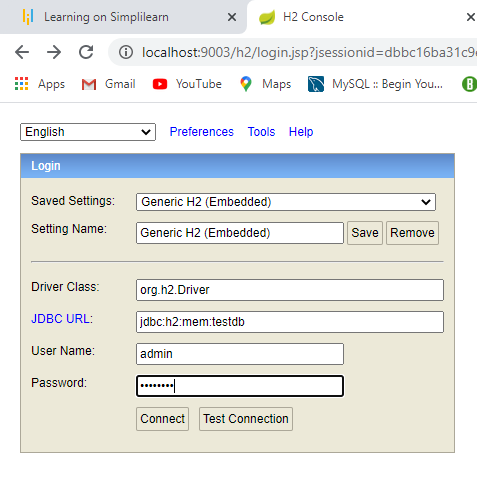 Learning on Simplilearn
H2 Console
localhost:9003/h2/login.jsp?jsessionid=dbbc16ba31c9
Apps Gmail YouTube Maps MySQL :: Begin You...
English Preferences Tools Help
Login
Saved Settings: Generic H2 (Embedded)
Setting Name: Generic H2 (Embedded) Save Remove
Driver Class: org.h2.Driver
JDBC URL: jdbc:h2:mem:testdb
User Name: admin
Password: ••••••••
Connect Test Connection